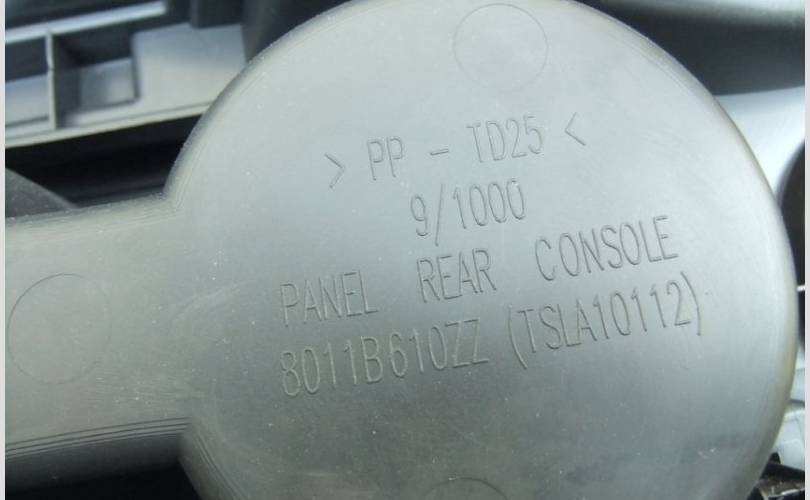 > PP - TD25 <
9/1000
PANEL REAR CONSOLE
8011B610ZZ (TSLA10112)